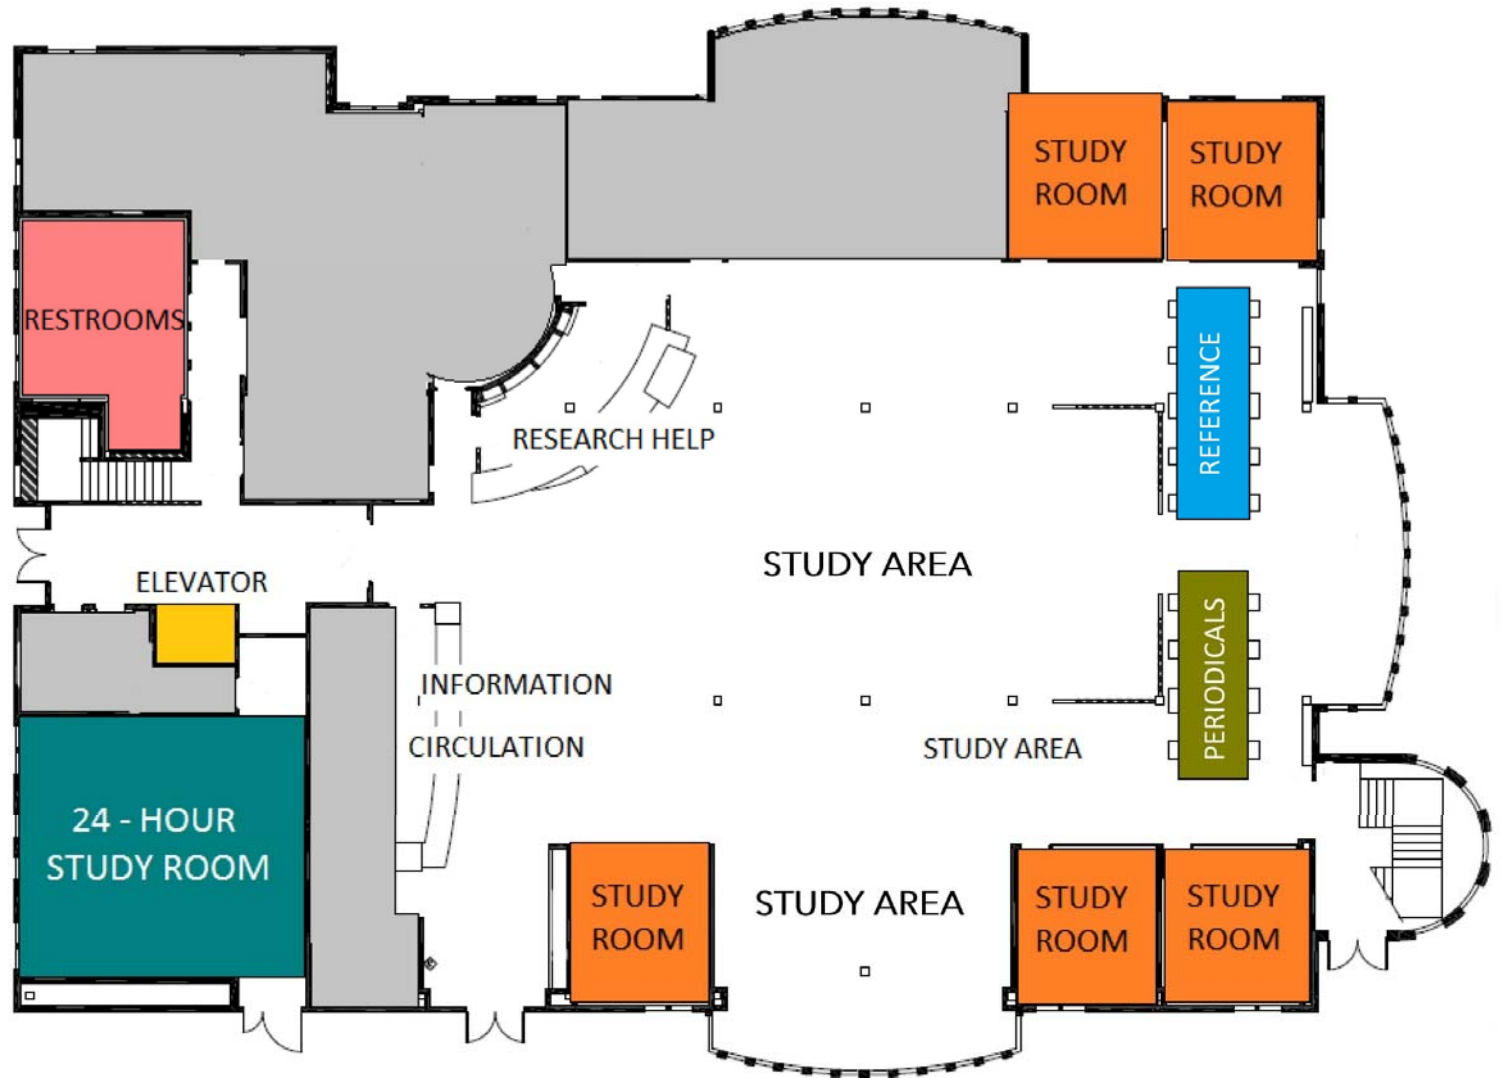 STUDY
ROOM
STUDY
ROOM
RESTROOMS
REFERENCE
RESEARCH HELP
STUDY AREA
ELEVATOR
PERIODICALS
INFORMATION
CIRCULATION
STUDY AREA
24 - HOUR
STUDY ROOM
STUDY
ROOM
STUDY AREA
STUDY
ROOM
STUDY
ROOM